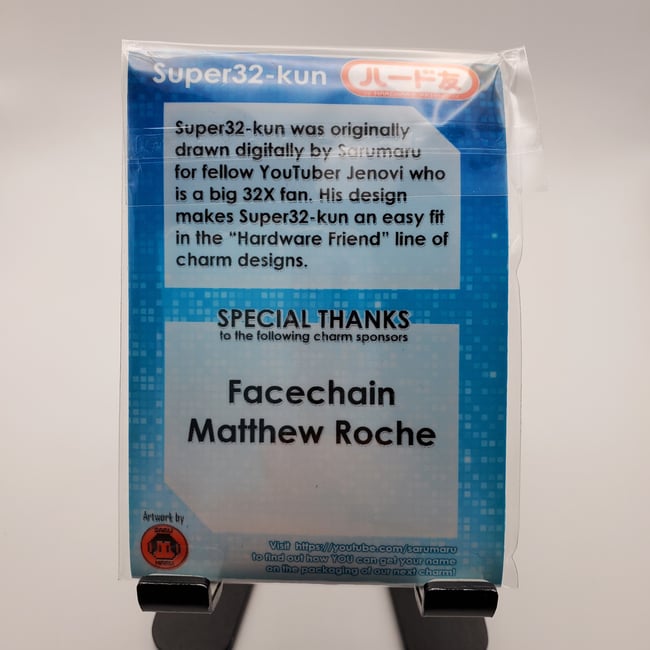 Super32-kun
ハード友
Super32-kun was originally
drawn digitally by Sarumaru
for fellow YouTuber Jenovi who
is a big 32X fan. His design
makes Super32-kun an easy fit
in the “Hardware Friend” line of
charm designs.
SPECIAL THANKS
to the following charm sponsors
Facechain
Matthew Roche
Artwork by
SARU
MARU
Visit https://youtube.com/sarumaru
to find out how YOU can get your name
on the packaging of our next charm!